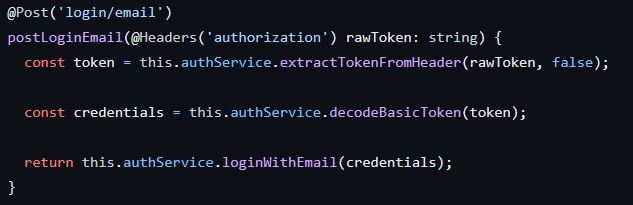 @Post('login/email')
postLoginEmail(@Headers('authorization') rawToken: string) {
  const token = this.authService.extractTokenFromHeader(rawToken, false);

  const credentials = this.authService.decodeBasicToken(token);

  return this.authService.loginWithEmail(credentials);
}